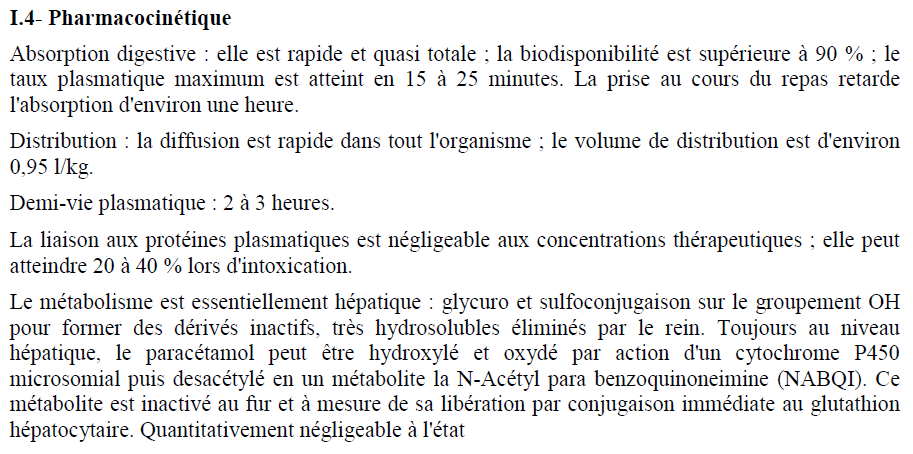 I.4- Pharmacocinétique
Absorption digestive : elle est rapide et quasi totale ; la biodisponibilité est supérieure à 90 % ; le
taux plasmatique maximum est atteint en 15 à 25 minutes. La prise au cours du repas retarde
l'absorption d'environ une heure.
Distribution : la diffusion est rapide dans tout l'organisme ; le volume de distribution est d'environ
0,95 l/kg.
Demi-vie plasmatique : 2 à 3 heures.
La liaison aux protéines plasmatiques est négligeable aux concentrations thérapeutiques ; elle peut
atteindre 20 à 40 % lors d'intoxication.
Le métabolisme est essentiellement hépatique : glycuro et sulfoconjugaison sur le groupement OH
pour former des dérivés inactifs, très hydrosolubles éliminés par le rein. Toujours au niveau
hépatique, le paracétamol peut être hydroxylé et oxydé par action d'un cytochrome P450
microsomial puis desacétylé en un métabolite la N-Acétyl para benzoquinoneimine (NABQI). Ce
métabolite est inactivé au fur et à mesure de sa libération par conjugaison immédiate au glutathion
hépatocytaire. Quantitativement négligeable à l'état